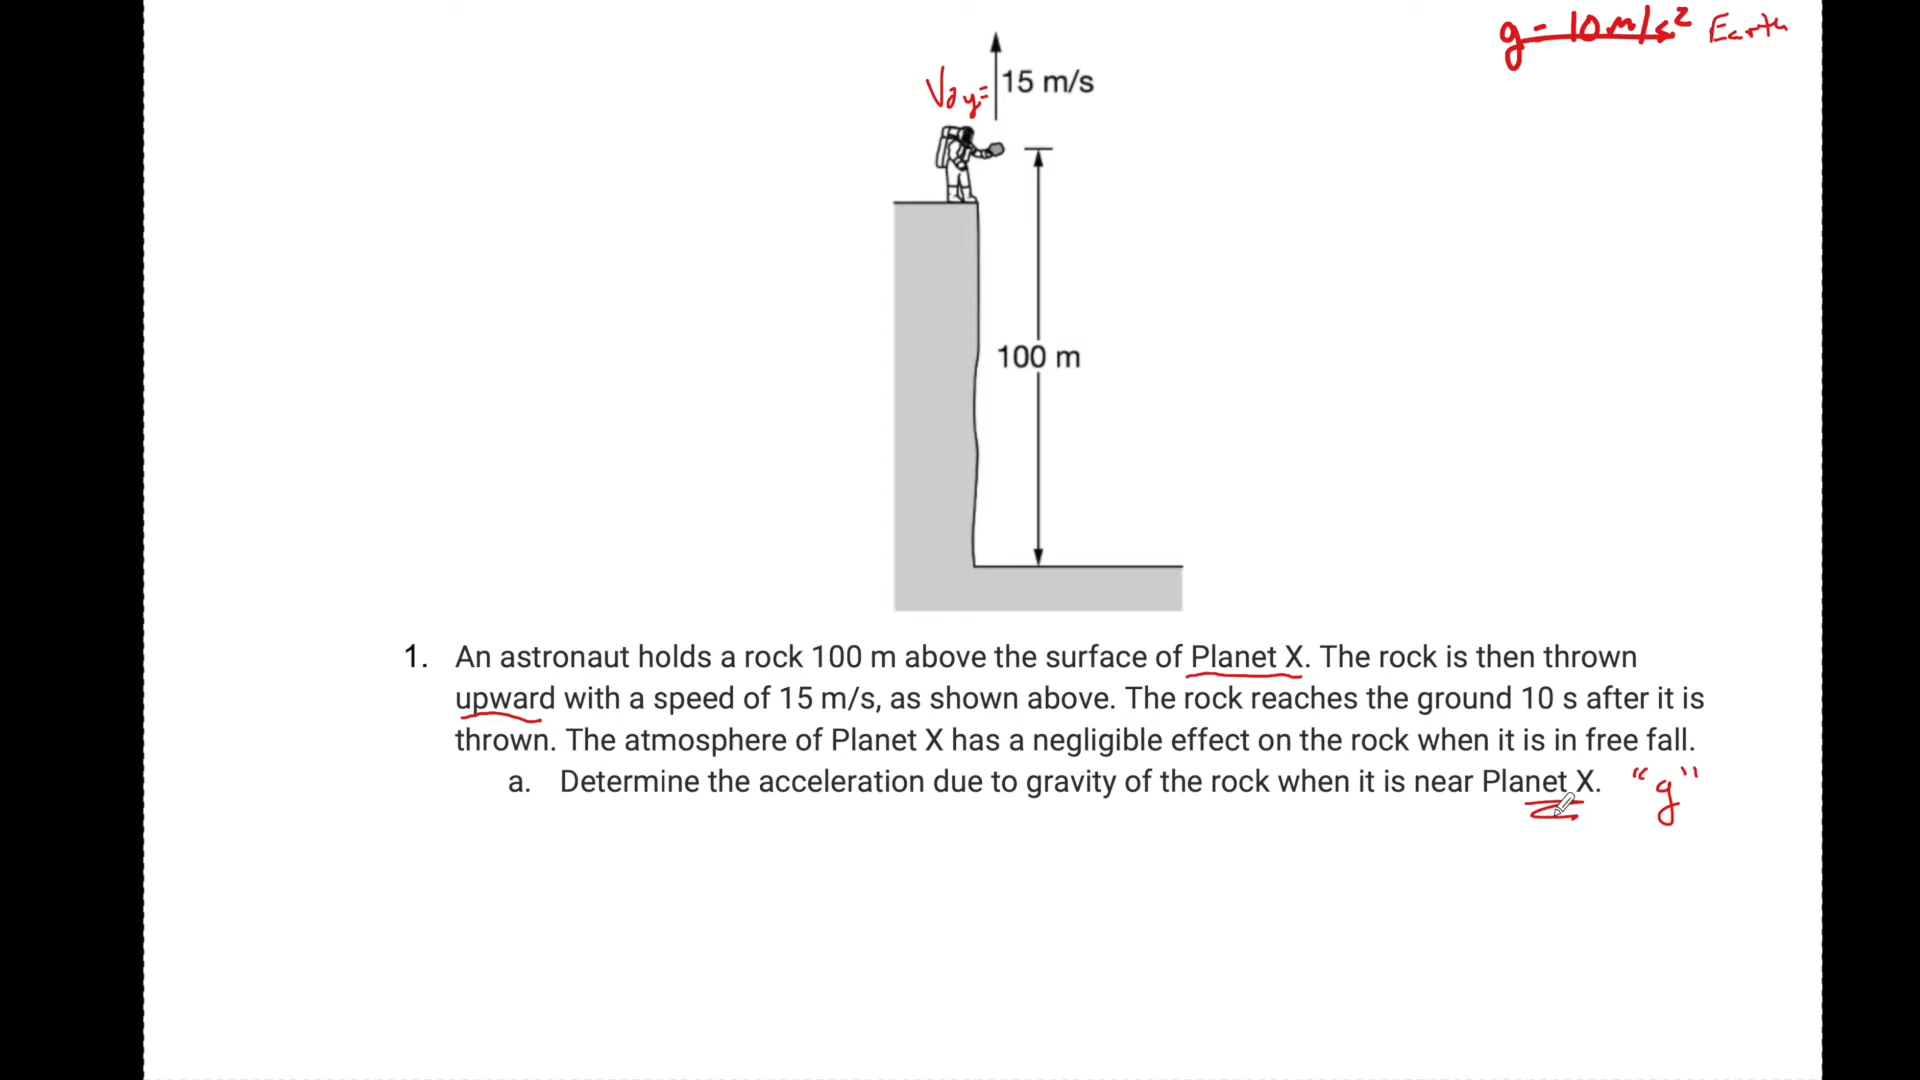 g = 10 m/s² Earth
15 m/s
V₀y =
100 m
1. An astronaut holds a rock 100 m above the surface of Planet X. The rock is then thrown
upward with a speed of 15 m/s, as shown above. The rock reaches the ground 10 s after it is
thrown. The atmosphere of Planet X has a negligible effect on the rock when it is in free fall.
a. Determine the acceleration due to gravity of the rock when it is near Planet X. "g"